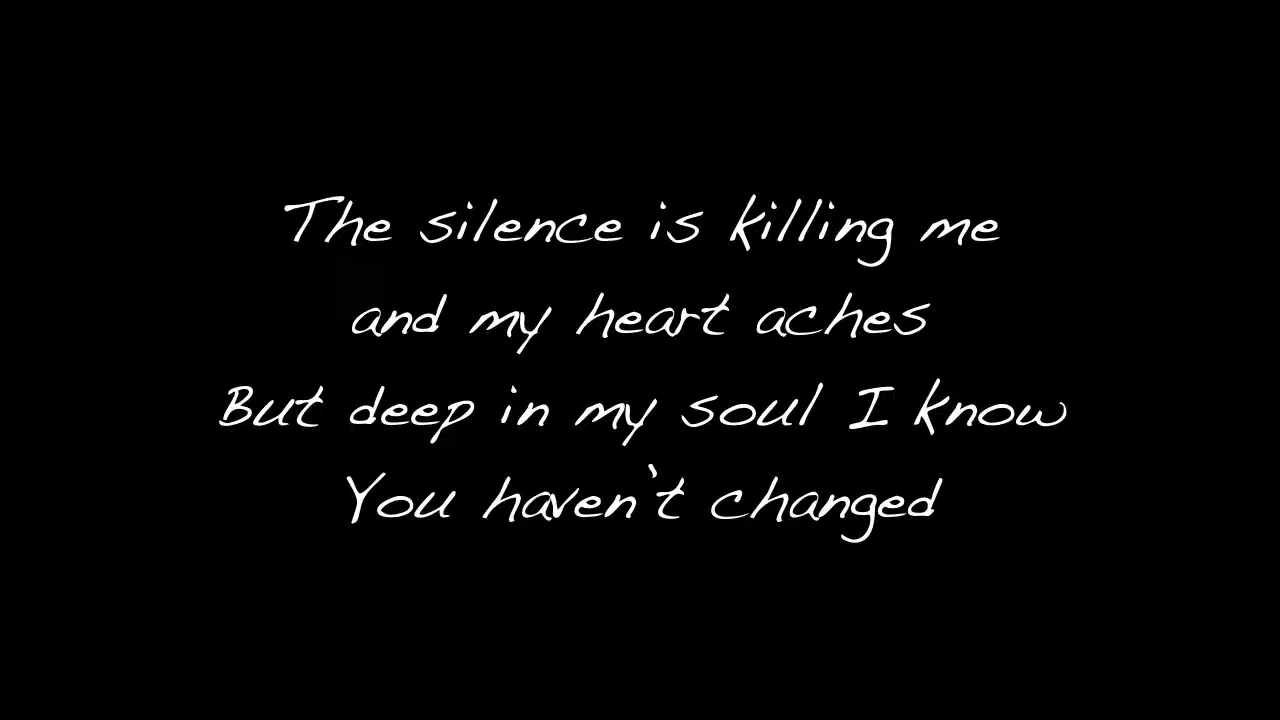 The silence is killing me
and my heart aches
But deep in my soul I know
You haven't changed